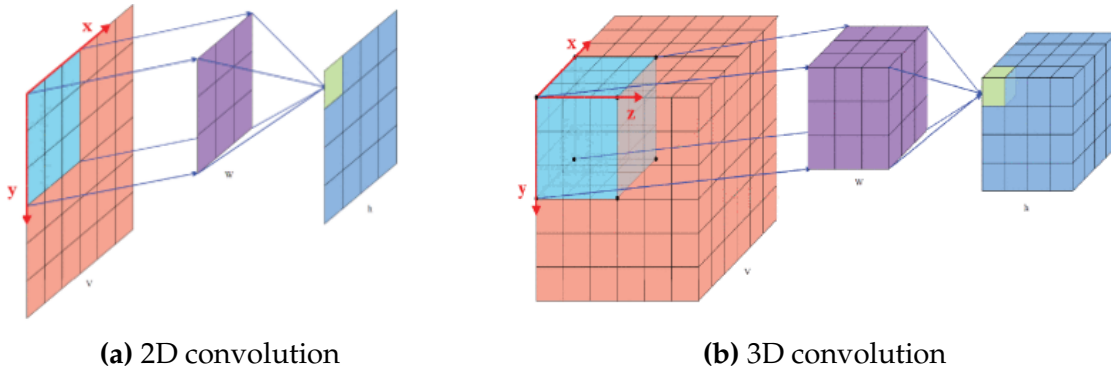 x
y
v
w
h
x
z
y
v
w
h
(a) 2D convolution
(b) 3D convolution